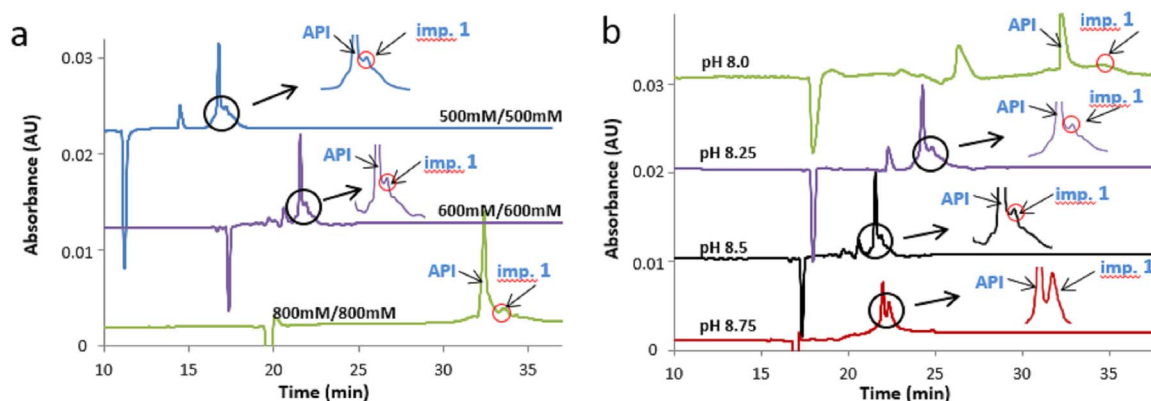 a
Absorbance (AU)
0.03
0.02
0.01
0
API
imp. 1
500mM/500mM
API
imp. 1
600mM/600mM
API
imp. 1
800mM/800mM
10 15 20 25 30 35
Time (min)
b
Absorbance (AU)
0.03
0.02
0.01
0
pH 8.0
API
imp. 1
pH 8.25
API
imp. 1
pH 8.5
API
imp. 1
pH 8.75
API
imp. 1
10 15 20 25 30 35
Time (min)